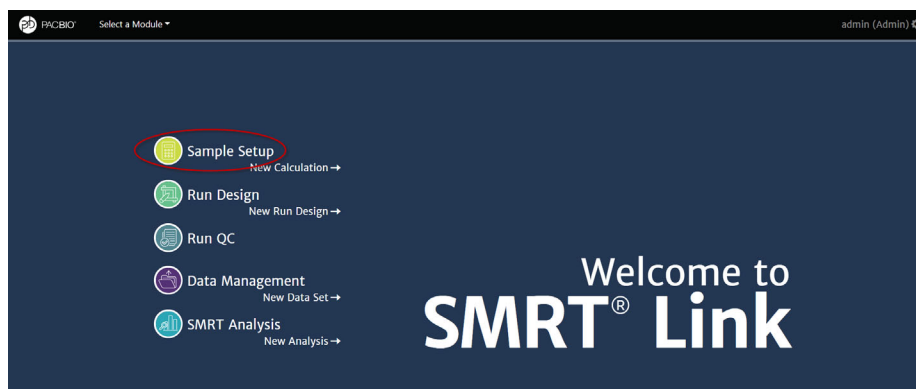 PACBIO® Select a Module admin (Admin)
Sample Setup
New Calculation
Run Design
New Run Design
Run QC
Data Management
New Data Set
SMRT Analysis
New Analysis
Welcome to
SMRT® Link